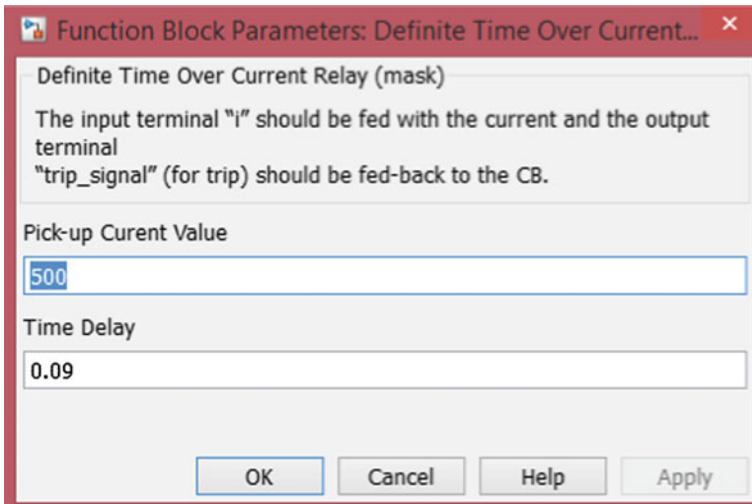 Function Block Parameters: Definite Time Over Current...
Definite Time Over Current Relay (mask)
The input terminal “i” should be fed with the current and the output
terminal
“trip_signal” (for trip) should be fed-back to the CB.
Pick-up Curent Value
500
Time Delay
0.09
OK Cancel Help Apply